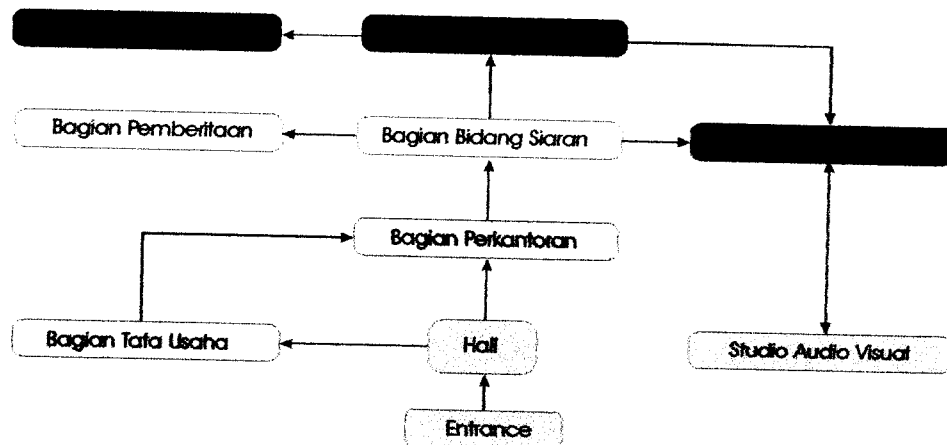 Bagian Pemberitaan
Bagian Bidang Siaran
Bagian Perkantoran
Bagian Tata Usaha
Hall
Studio Audio Visual
Entrance